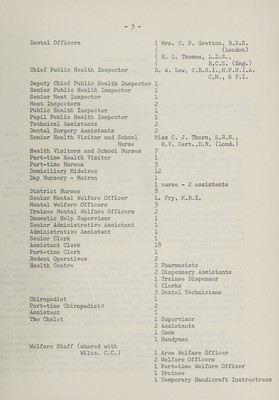 - 3 -
Dental Officers ( Mrs. C. F. Gretton, B.D.S.
( (London)
( H. L. Thomas, L.D.S.,
( R.C.S. (Eng.)
Chief Public Health Inspector H. A. Low, C.R.S.I., M.P.H.I.A.
C.M., & F.I.
Deputy Chief Public Health Inspector 1
Senior Public Health Inspector 1
Senior Meat Inspector 1
Meat Inspectors 2
Public Health Inspector 1
Pupil Public Health Inspector 1
Technical Assistants 2
Dental Surgery Assistants 2
Senior Health Visitor and School Miss C. J. Thorn, S.R.N.,
Nurse H.V. Cert., D.N. (Lond.)
Health Visitors and School Nurses 7
Part-time Health Visitor 1
Part-time Nurses 3
Domiciliary Midwives 12
Day Nursery - Matron 1
1 nurse - 2 assistants
District Nurses 8
Senior Mental Welfare Officer L. Fry, M.B.E.
Mental Welfare Officers 3
Trainee Mental Welfare Officers 2
Domestic Help Supervisor 1
Senior Administrative Assistant 1
Administrative Assistant 1
Senior Clerk 1
Assistant Clerk 18
Part-time Clerk 1
Rodent Operatives 2
Health Centre 2 Pharmacists
2 Dispensary Assistants
1 Trainee Dispenser
6 Clerks
3 Dental Technicians
Chiropodist 1
Part-time Chiropodist 1
Assistant 1
The Chalet 1 Supervisor
2 Assistants
1 Cook
1 Handyman
Welfare Staff (shared with
Wilts. C.C.) 1 Area Welfare Officer
2 Welfare Officers
1 Part-time Welfare Officer
1 Trainee
1 Temporary Handicraft Instructress